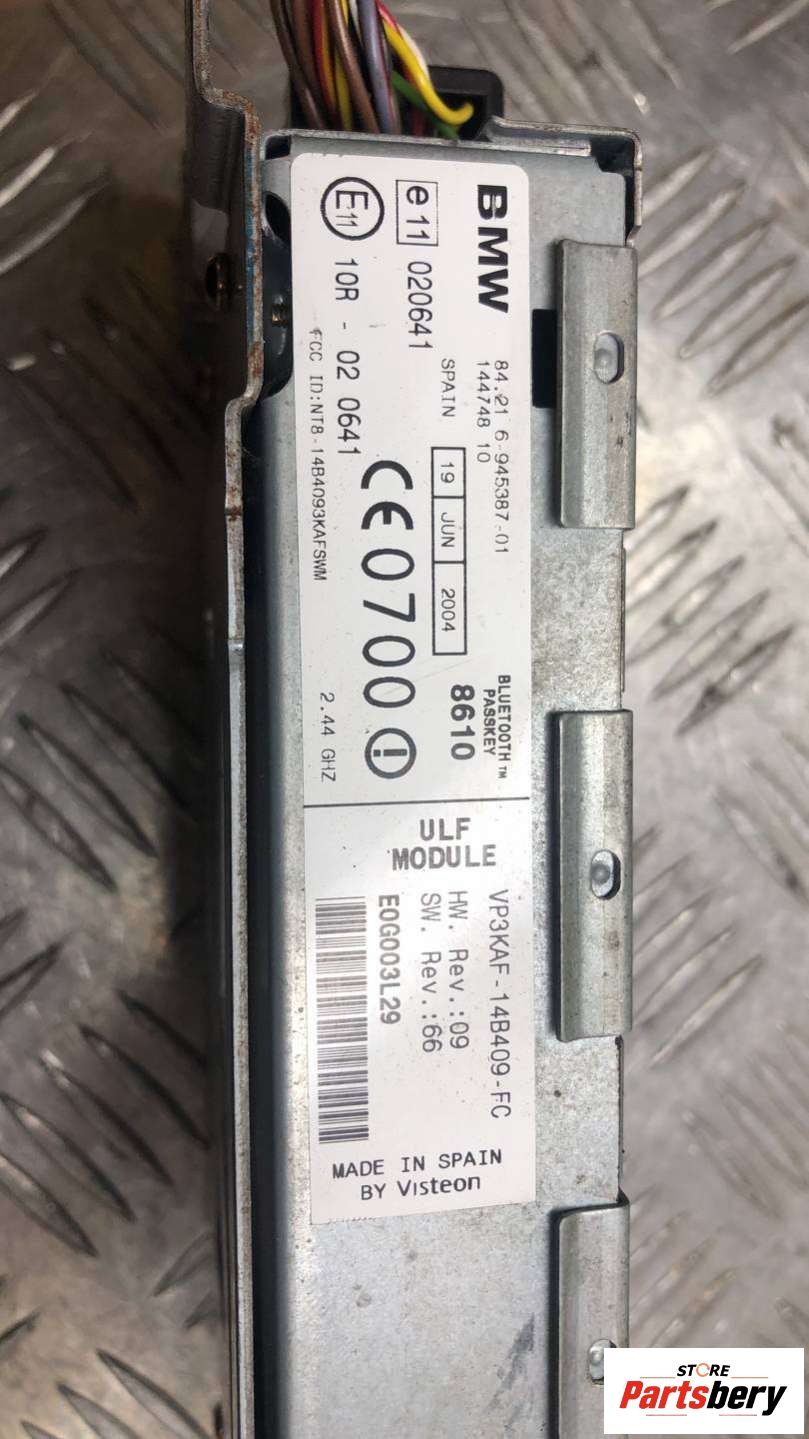 BMW
84.21 6-945387-01
144748 10
BLUETOOTH™
PASSKEY
8610
e 11 020641
SPAIN
19 JUN 2004
E11 10R - 02 0641
CE0700
FCC ID:NT8-14B4093KAFSWM
2.44 GHZ
ULF
MODULE
VP3KAF-14B409-FC
HW. Rev.:09
SW. Rev.:66
E0G003L29
MADE IN SPAIN
BY Visteon
STORE
Partsbery